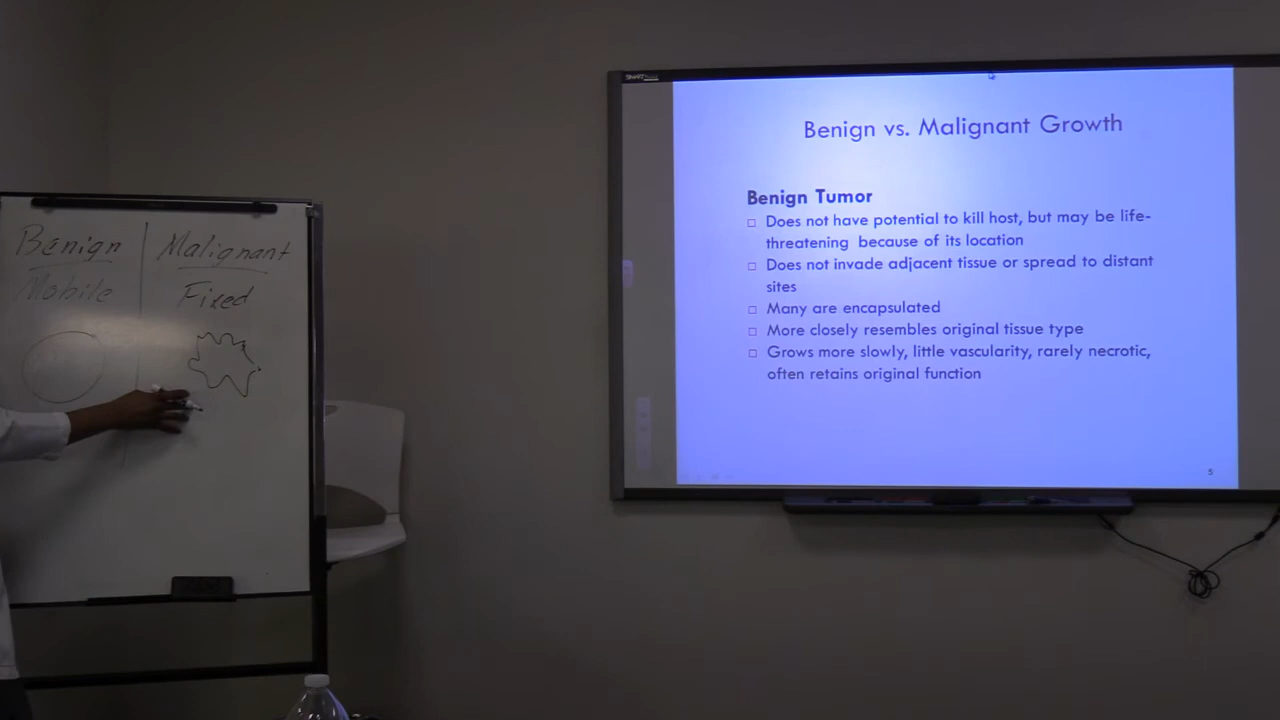 Benign
Mobile
Malignant
Fixed
SMART
Benign vs. Malignant Growth
Benign Tumor
Does not have potential to kill host, but may be life-
threatening because of its location
Does not invade adjacent tissue or spread to distant
sites
Many are encapsulated
More closely resembles original tissue type
Grows more slowly, little vascularity, rarely necrotic,
often retains original function
5